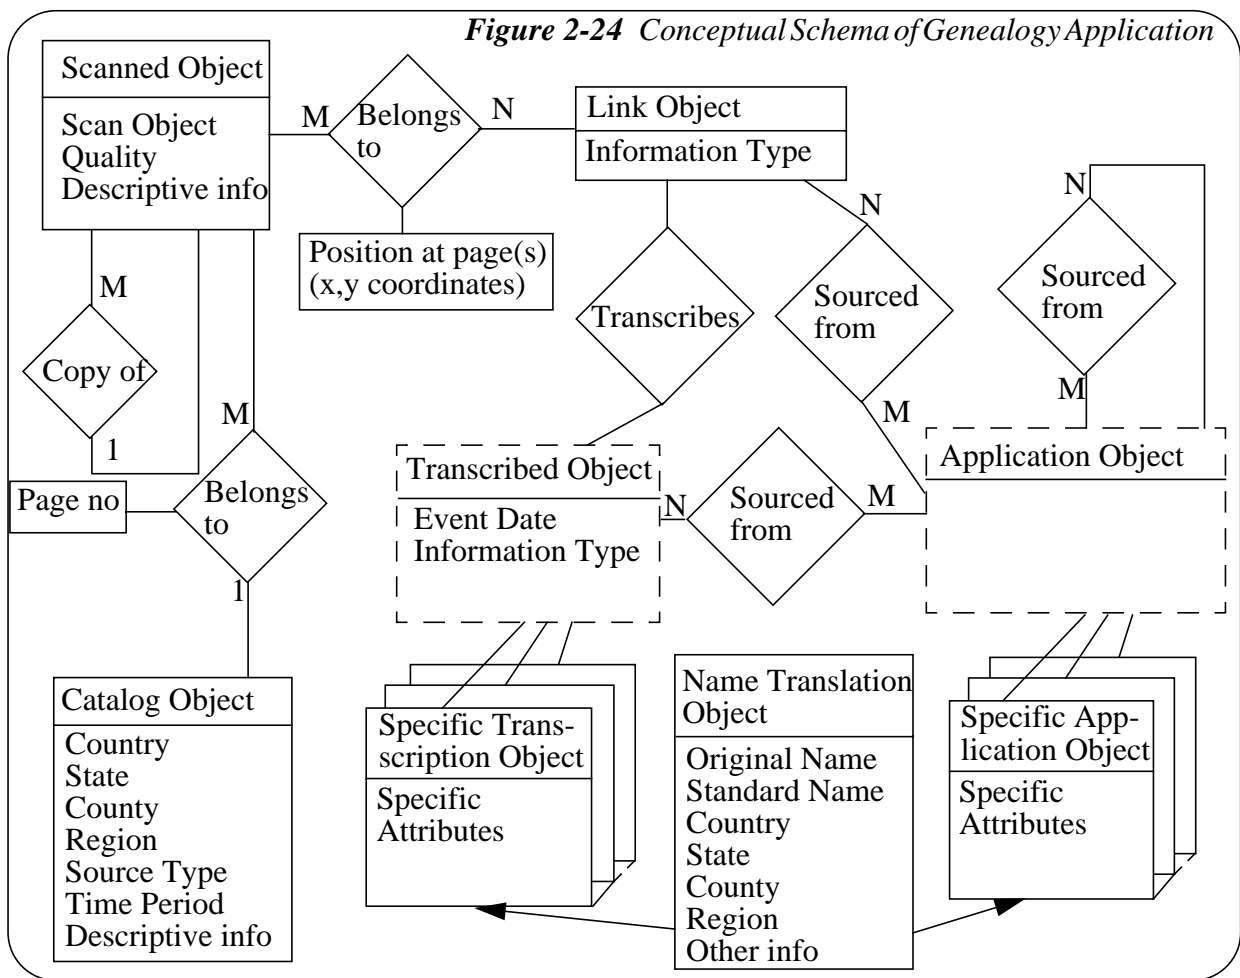 Figure 2-24 Conceptual Schema of Genealogy Application
Scanned Object
Scan Object
Quality
Descriptive info
M
Belongs
to
N
Link Object
Information Type
Position at page(s)
(x,y coordinates)
M
Copy of
1
M
Page no
Belongs
to
1
Transcribes
N
Sourced
from
M
N
Sourced
from
M
Transcribed Object
Event Date
Information Type
N
Sourced
from
M
Application Object
Catalog Object
Country
State
County
Region
Source Type
Time Period
Descriptive info
Specific Tran-
scription Object
Specific
Attributes
Name Translation
Object
Original Name
Standard Name
Country
State
County
Region
Other info
Specific Ap-
plication Object
Specific
Attributes